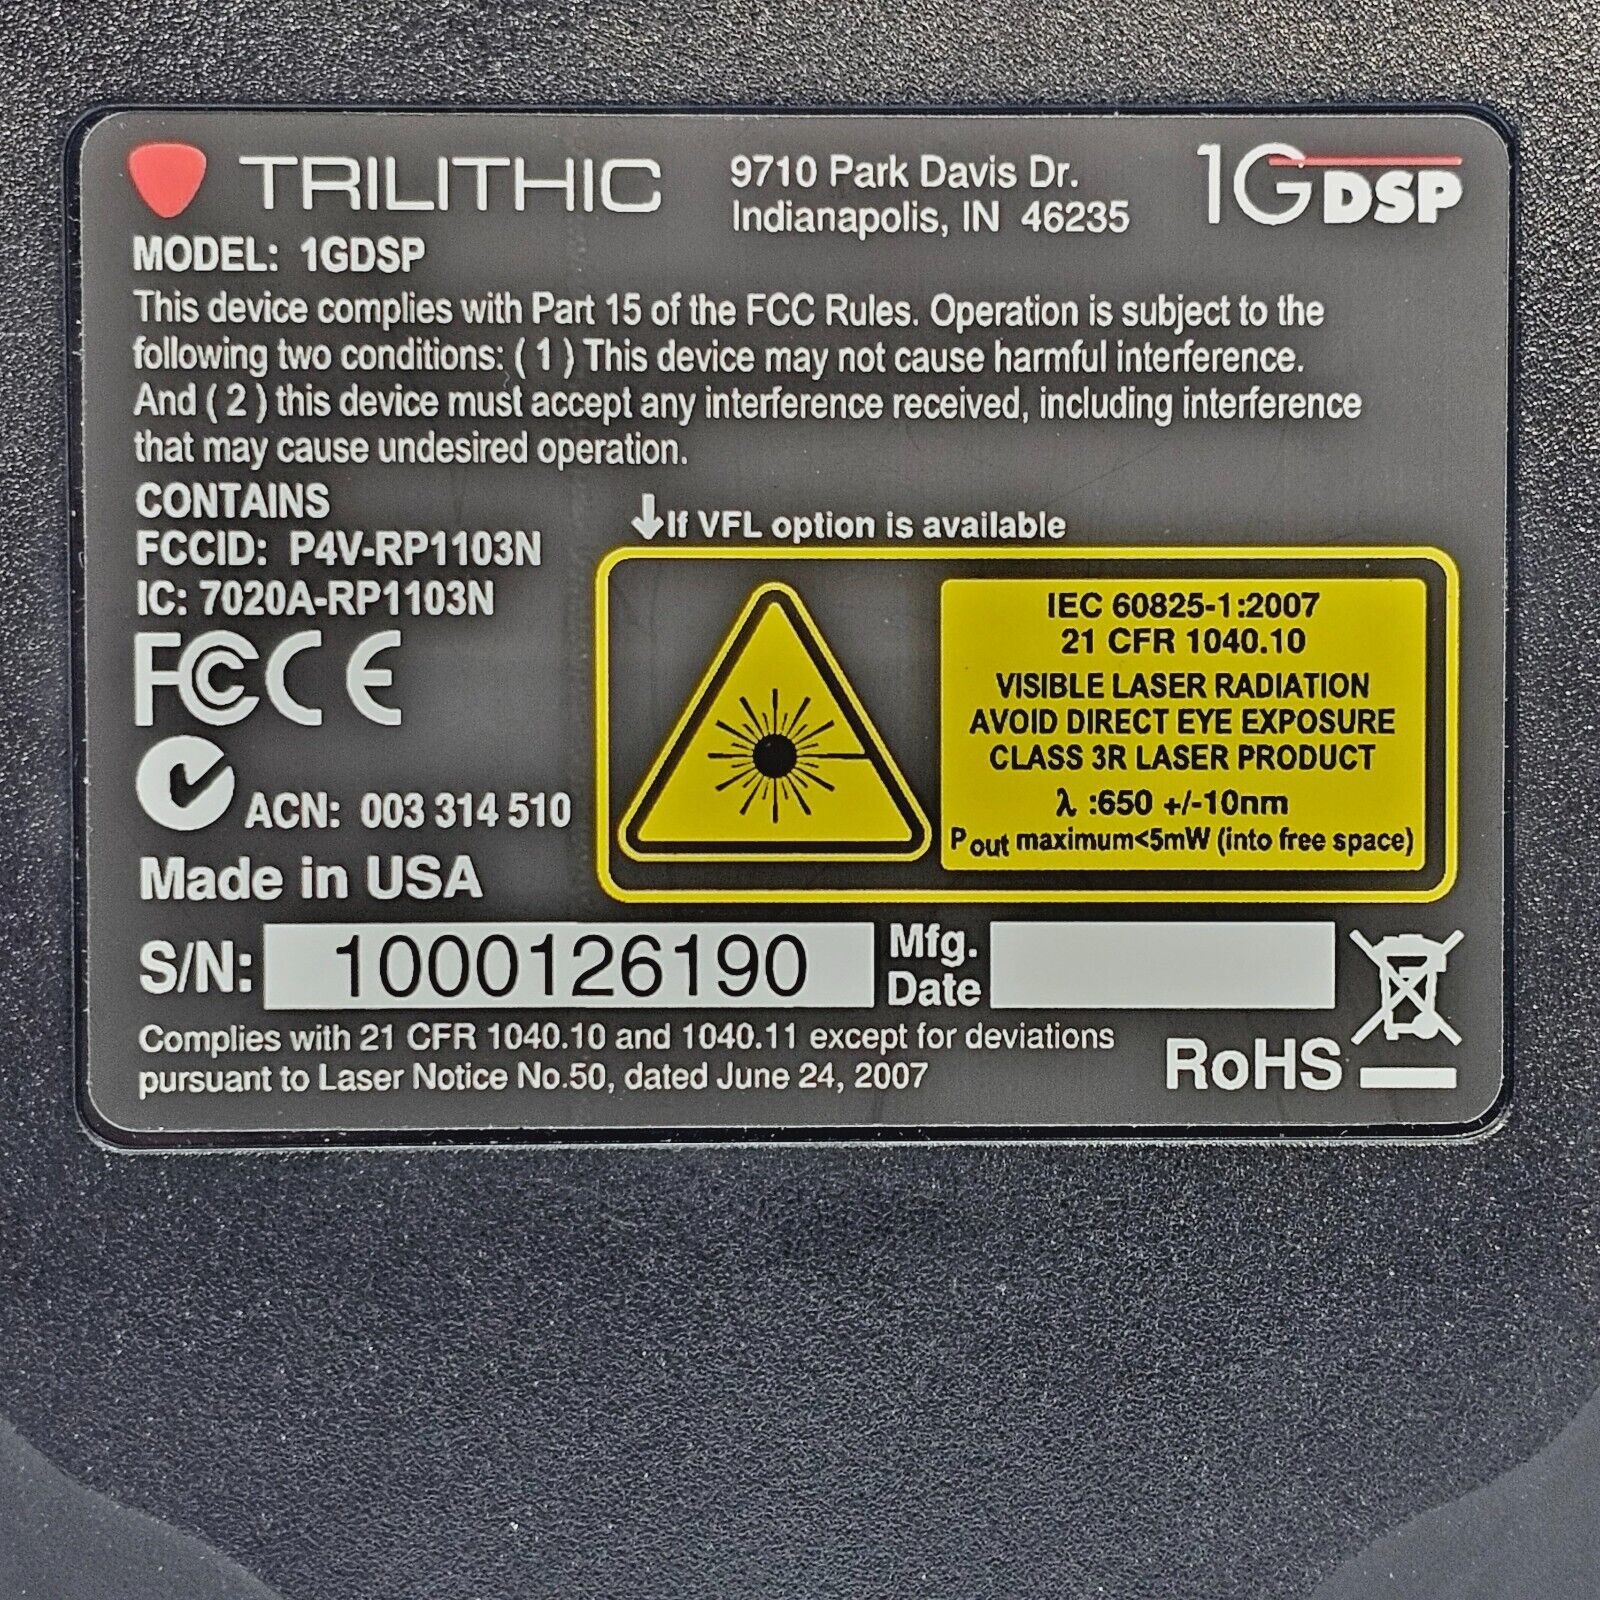 TRILITHIC
9710 Park Davis Dr.
Indianapolis, IN 46235
1GDSP
MODEL: 1GDSP
This device complies with Part 15 of the FCC Rules. Operation is subject to the
following two conditions: ( 1 ) This device may not cause harmful interference.
And ( 2 ) this device must accept any interference received, including interference
that may cause undesired operation.
CONTAINS
FCCID: P4V-RP1103N
IC: 7020A-RP1103N
FCC CE
ACN: 003 314 510
Made in USA
↓If VFL option is available
IEC 60825-1:2007
21 CFR 1040.10
VISIBLE LASER RADIATION
AVOID DIRECT EYE EXPOSURE
CLASS 3R LASER PRODUCT
λ :650 +/-10nm
Pout maximum<5mW (into free space)
S/N: 1000126190
Mfg.
Date
Complies with 21 CFR 1040.10 and 1040.11 except for deviations
pursuant to Laser Notice No.50, dated June 24, 2007
RoHS